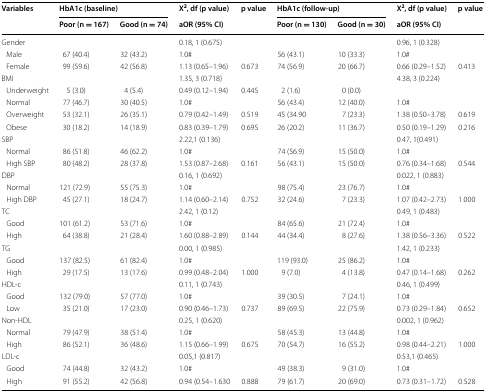 Variables HbA1c (baseline) X², df (p value) p value HbA1c (follow-up) X², df (p value) p value
Poor (n = 167) Good (n = 74) aOR (95% CI) Poor (n = 130) Good (n = 30) aOR (95% CI)
Gender 0.18, 1 (0.675) 0.96, 1 (0.328)
Male 67 (40.4) 32 (43.2) 1.0# 56 (43.1) 10 (33.3) 1.0#
Female 99 (59.6) 42 (56.8) 1.13 (0.65–1.96) 0.673 74 (56.9) 20 (66.7) 0.66 (0.29–1.52) 0.413
BMI 1.35, 3 (0.718) 4.38, 3 (0.224)
Underweight 5 (3.0) 4 (5.4) 0.49 (0.12–1.94) 0.445 2 (1.6) 0 (0.0)
Normal 77 (46.7) 30 (40.5) 1.0# 56 (43.4) 12 (40.0) 1.0#
Overweight 53 (32.1) 26 (35.1) 0.79 (0.42–1.49) 0.519 45 (34.90 7 (23.3) 1.38 (0.50–3.78) 0.619
Obese 30 (18.2) 14 (18.9) 0.83 (0.39–1.79) 0.695 26 (20.2) 11 (36.7) 0.50 (0.19–1.29) 0.216
SBP 2.22,1 (0.136) 0.47, 1(0.491)
Normal 86 (51.8) 46 (62.2) 1.0# 74 (56.9) 15 (50.0) 1.0#
High SBP 80 (48.2) 28 (37.8) 1.53 (0.87–2.68) 0.161 56 (43.1) 15 (50.0) 0.76 (0.34–1.68) 0.544
DBP 0.16, 1 (0.692) 0.022, 1 (0.883)
Normal 121 (72.9) 55 (75.3) 1.0# 98 (75.4) 23 (76.7) 1.0#
High DBP 45 (27.1) 18 (24.7) 1.14 (0.60–2.14) 0.752 32 (24.6) 7 (23.3) 1.07 (0.42–2.73) 1.000
TC 2.42, 1 (0.12) 0.49, 1 (0.483)
Good 101 (61.2) 53 (71.6) 1.0# 84 (65.6) 21 (72.4) 1.0#
High 64 (38.8) 21 (28.4) 1.60 (0.88–2.89) 0.144 44 (34.4) 8 (27.6) 1.38 (0.56–3.36) 0.522
TG 0.00, 1 (0.985) 1.42, 1 (0.233)
Good 137 (82.5) 61 (82.4) 1.0# 119 (93.0) 25 (86.2) 1.0#
High 29 (17.5) 13 (17.6) 0.99 (0.48–2.04) 1.000 9 (7.0) 4 (13.8) 0.47 (0.14–1.68) 0.262
HDL-c 0.11, 1 (0.743) 0.46, 1 (0.499)
Good 132 (79.0) 57 (77.0) 1.0# 39 (30.5) 7 (24.1) 1.0#
Low 35 (21.0) 17 (23.0) 0.90 (0.46–1.73) 0.737 89 (69.5) 22 (75.9) 0.73 (0.29–1.84) 0.652
Non-HDL 0.25, 1 (0.620) 0.002, 1 (0.962)
Normal 79 (47.9) 38 (51.4) 1.0# 58 (45.3) 13 (44.8) 1.0#
High 86 (52.1) 36 (48.6) 1.15 (0.66–1.99) 0.675 70 (54.7) 16 (55.2) 0.98 (0.44–2.21) 1.000
LDL-c 0.05,1 (0.817) 0.53,1 (0.465)
Good 74 (44.8) 32 (43.2) 1.0# 49 (38.3) 9 (31.0) 1.0#
High 91 (55.2) 42 (56.8) 0.94 (0.54–1.630 0.888 79 (61.7) 20 (69.0) 0.73 (0.31–1.72) 0.528